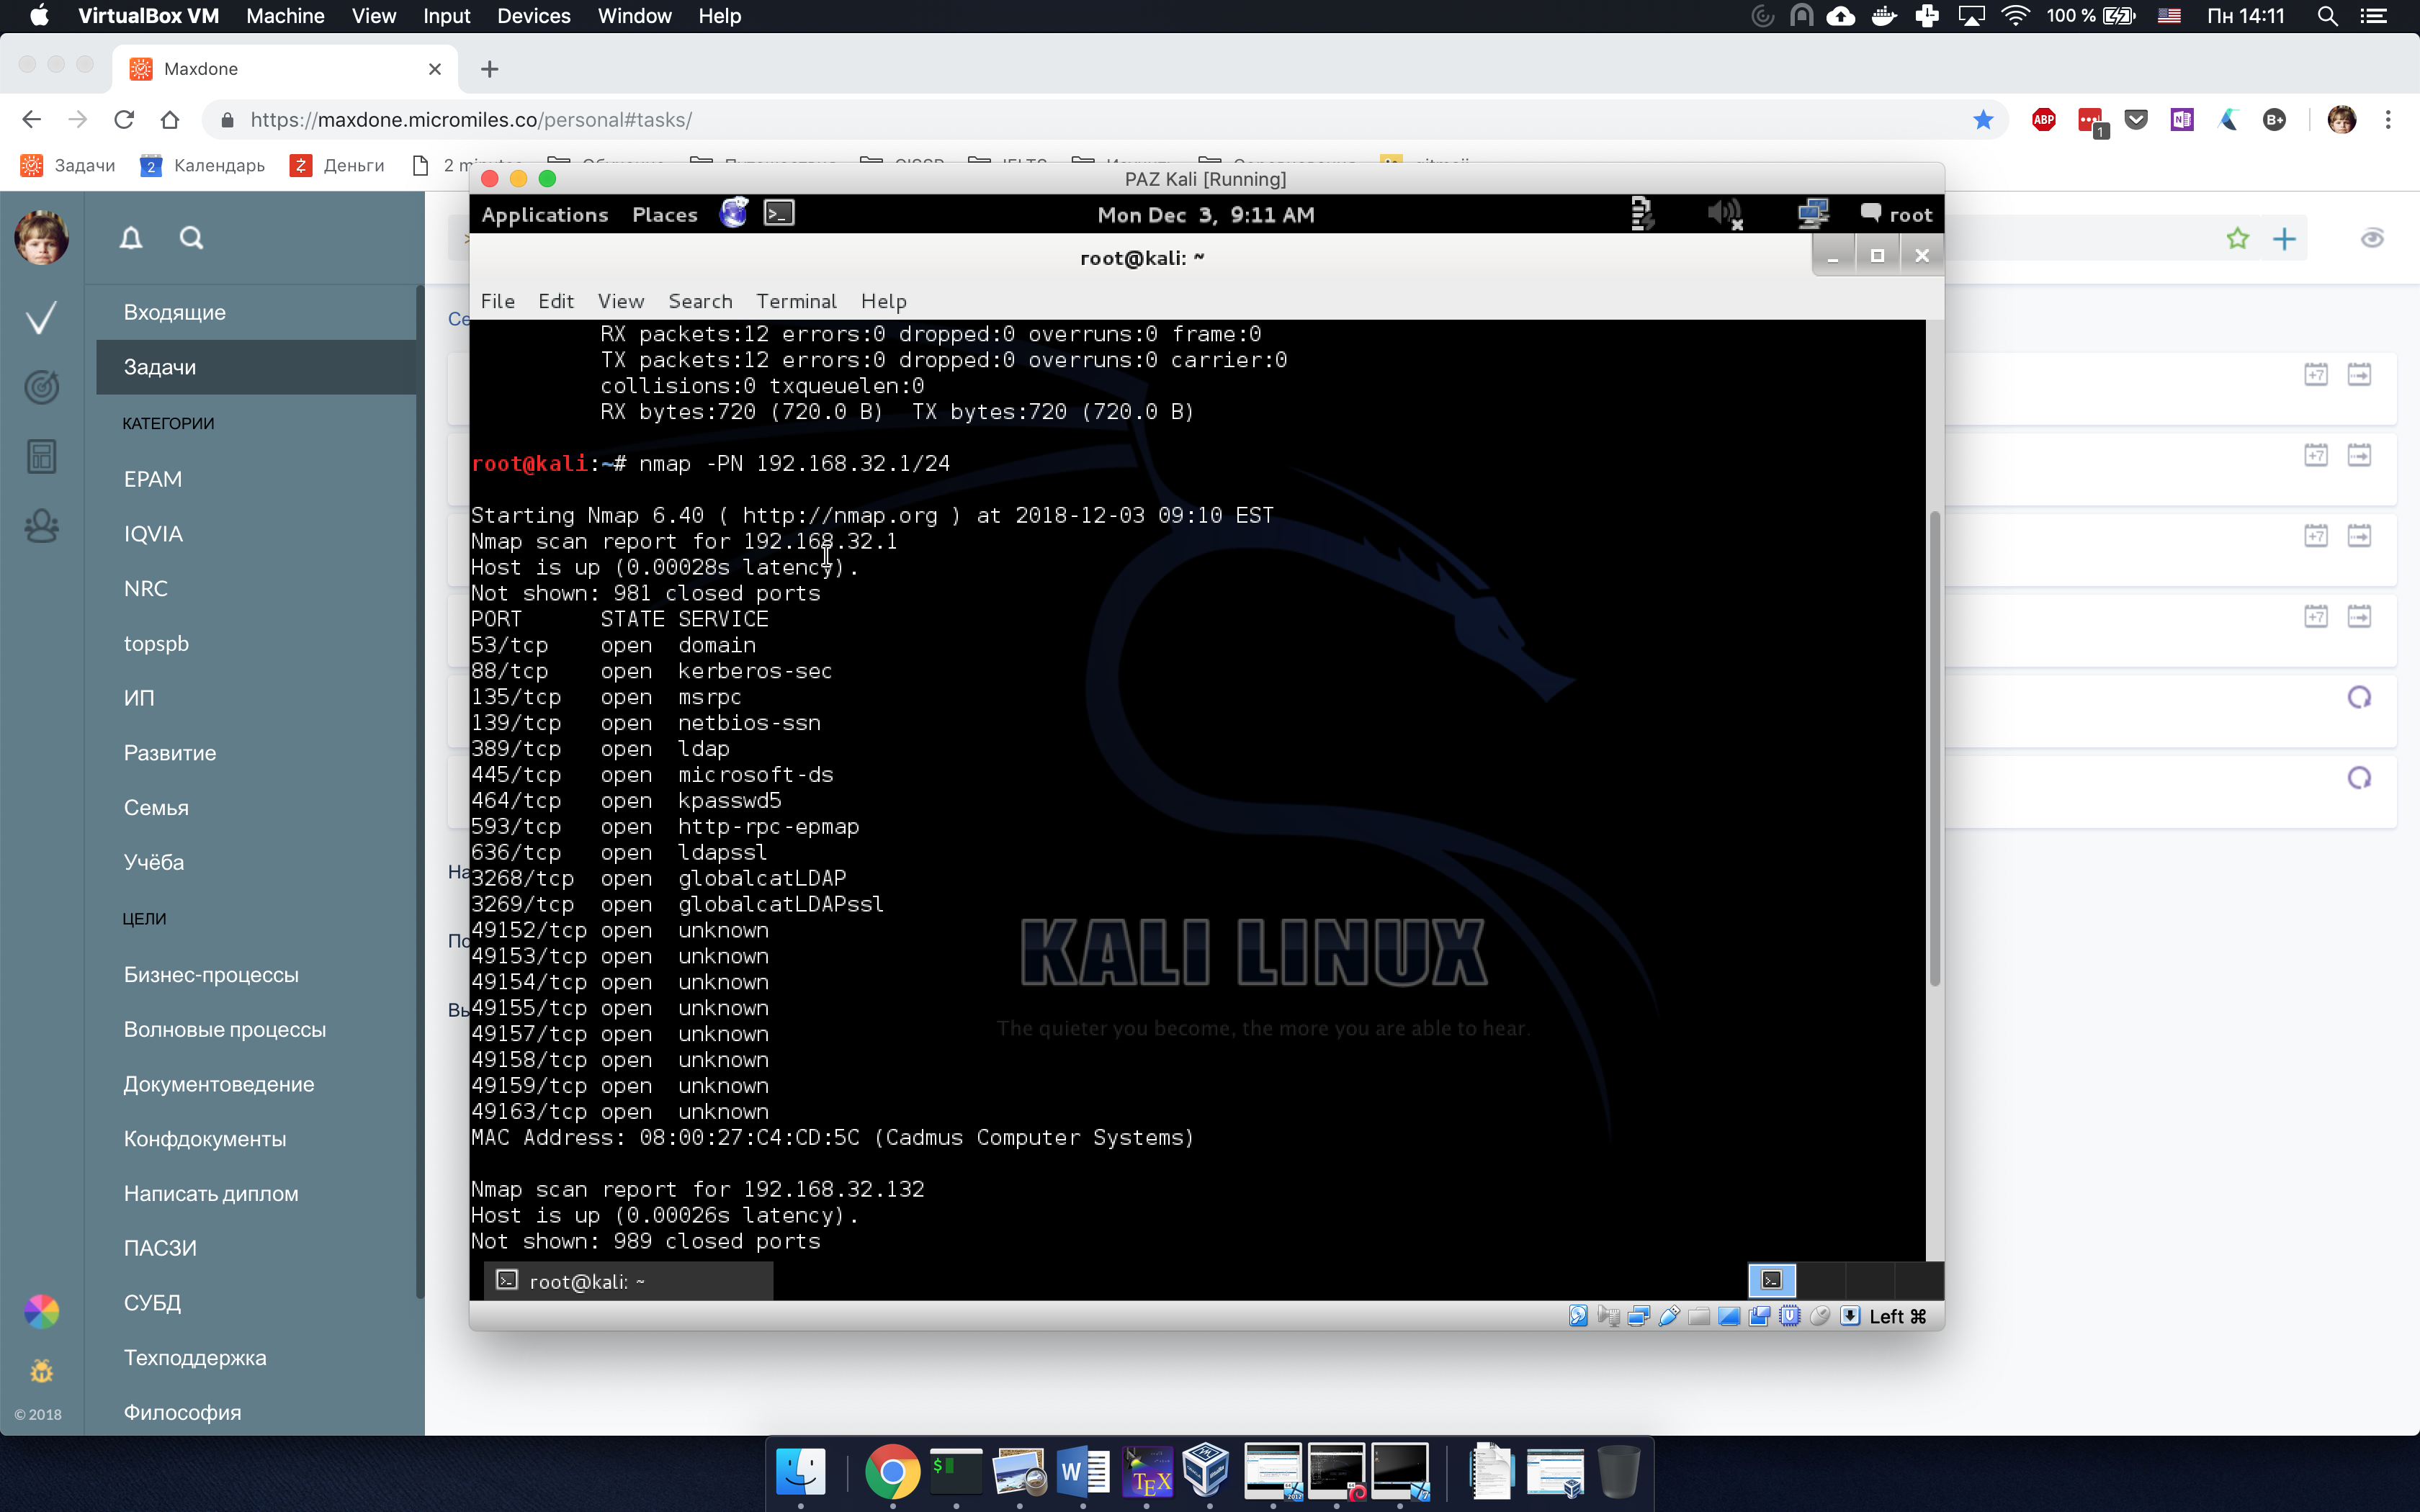 VirtualBox VM Machine View Input Devices Window Help 100 % Пн 14:11
Maxdone
https://maxdone.micromiles.co/personal#tasks/
ABP 1 B+
Задачи 2 Календарь Деньги
PAZ Kali [Running]
Applications Places Mon Dec 3, 9:11 AM root
root@kali: ~
File Edit View Search Terminal Help
Входящие
Задачи
КАТЕГОРИИ
EPAM
IQVIA
NRC
topspb
ИП
Развитие
Семья
Учёба
ЦЕЛИ
Бизнес-процессы
Волновые процессы
Документоведение
Конфдокументы
Написать диплом
ПАСЗИ
СУБД
Техподдержка
Философия
© 2018
RX packets:12 errors:0 dropped:0 overruns:0 frame:0
TX packets:12 errors:0 dropped:0 overruns:0 carrier:0
collisions:0 txqueuelen:0
RX bytes:720 (720.0 B) TX bytes:720 (720.0 B)
root@kali:~# nmap -PN 192.168.32.1/24
Starting Nmap 6.40 ( http://nmap.org ) at 2018-12-03 09:10 EST
Nmap scan report for 192.168.32.1
Host is up (0.00028s latency).
Not shown: 981 closed ports
PORT STATE SERVICE
53/tcp open domain
88/tcp open kerberos-sec
135/tcp open msrpc
139/tcp open netbios-ssn
389/tcp open ldap
445/tcp open microsoft-ds
464/tcp open kpasswd5
593/tcp open http-rpc-epmap
636/tcp open ldapssl
3268/tcp open globalcatLDAP
3269/tcp open globalcatLDAPssl
49152/tcp open unknown
49153/tcp open unknown
49154/tcp open unknown
49155/tcp open unknown
49157/tcp open unknown
49158/tcp open unknown
49159/tcp open unknown
49163/tcp open unknown
MAC Address: 08:00:27:C4:CD:5C (Cadmus Computer Systems)
Nmap scan report for 192.168.32.132
Host is up (0.00026s latency).
Not shown: 989 closed ports
KALI LINUX
The quieter you become, the more you are able to hear.
root@kali: ~
Left ⌘
+7
+7
+7
+7